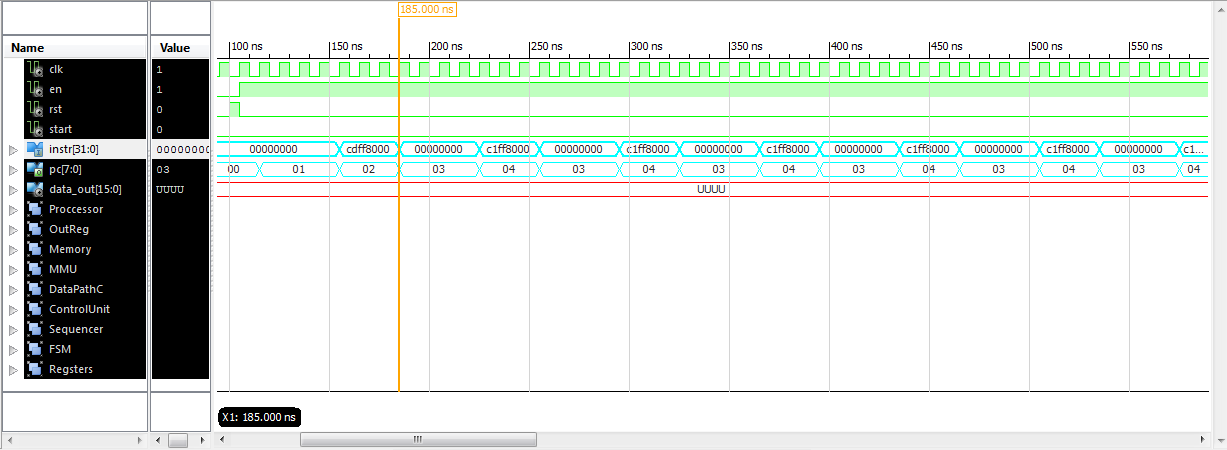 185.000 ns
Name Value 100 ns 150 ns 200 ns 250 ns 300 ns 350 ns 400 ns 450 ns 500 ns 550 ns
clk 1
en 1
rst 0
start 0
instr[31:0] 00000000 00000000 cdff8000 00000000 c1ff8000 00000000 c1ff8000 00000000 c1ff8000 00000000 c1ff8000 00000000 c1ff8000 00000000 c1...
pc[7:0] 03 00 01 02 03 04 03 04 03 04 03 04 03 04 03 04
data_out[15:0] UUUU UUUU
Proccessor
OutReg
Memory
MMU
DataPathC
ControlUnit
Sequencer
FSM
Regsters
X1: 185.000 ns